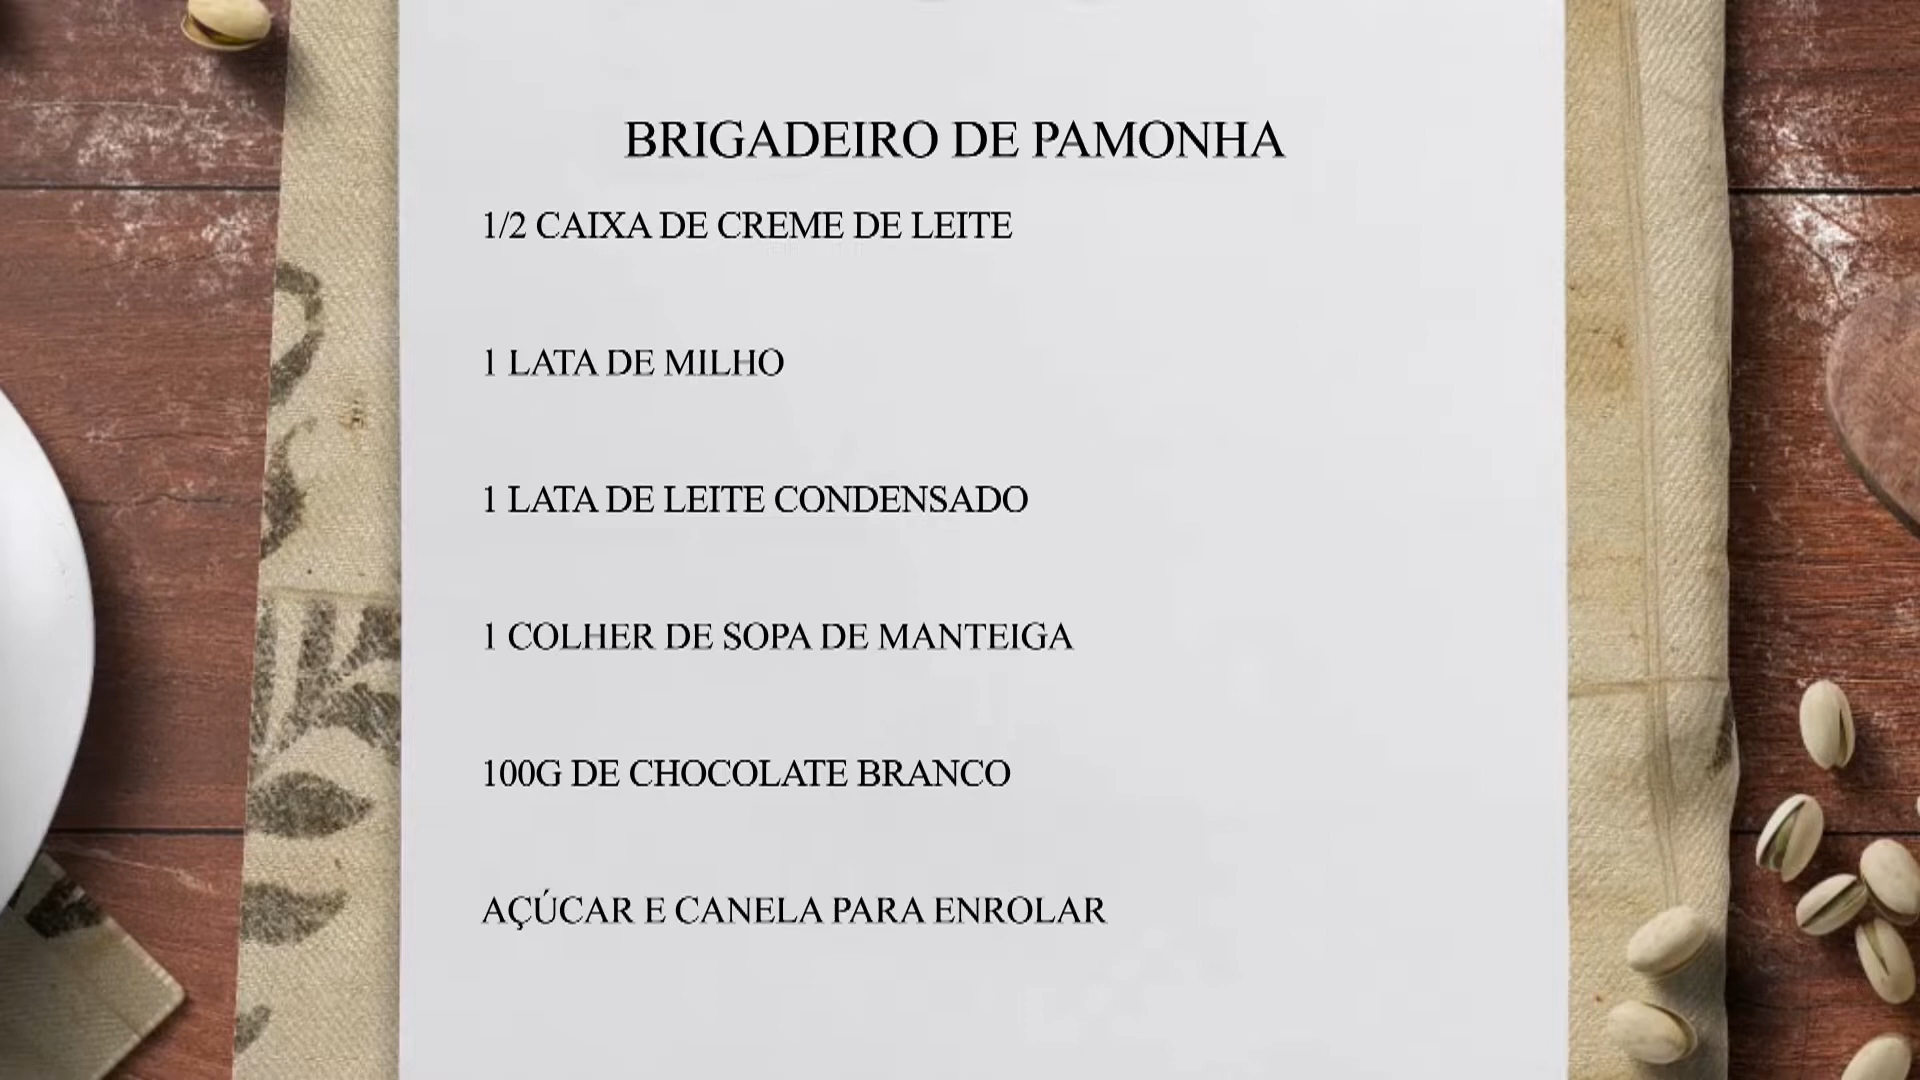 BRIGADEIRO DE PAMONHA
1/2 CAIXA DE CREME DE LEITE
1 LATA DE MILHO
1 LATA DE LEITE CONDENSADO
1 COLHER DE SOPA DE MANTEIGA
100G DE CHOCOLATE BRANCO
AÇÚCAR E CANELA PARA ENROLAR